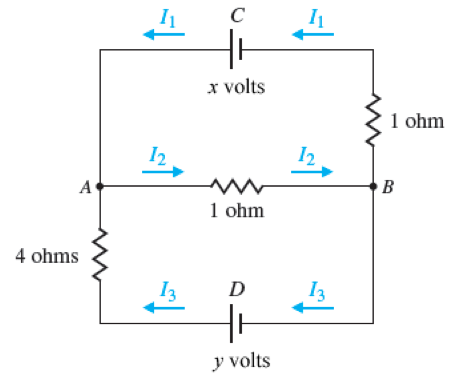 I₁ C I₁
x volts
1 ohm
I₂ I₂
A B
1 ohm
4 ohms
I₃ D I₃
y volts